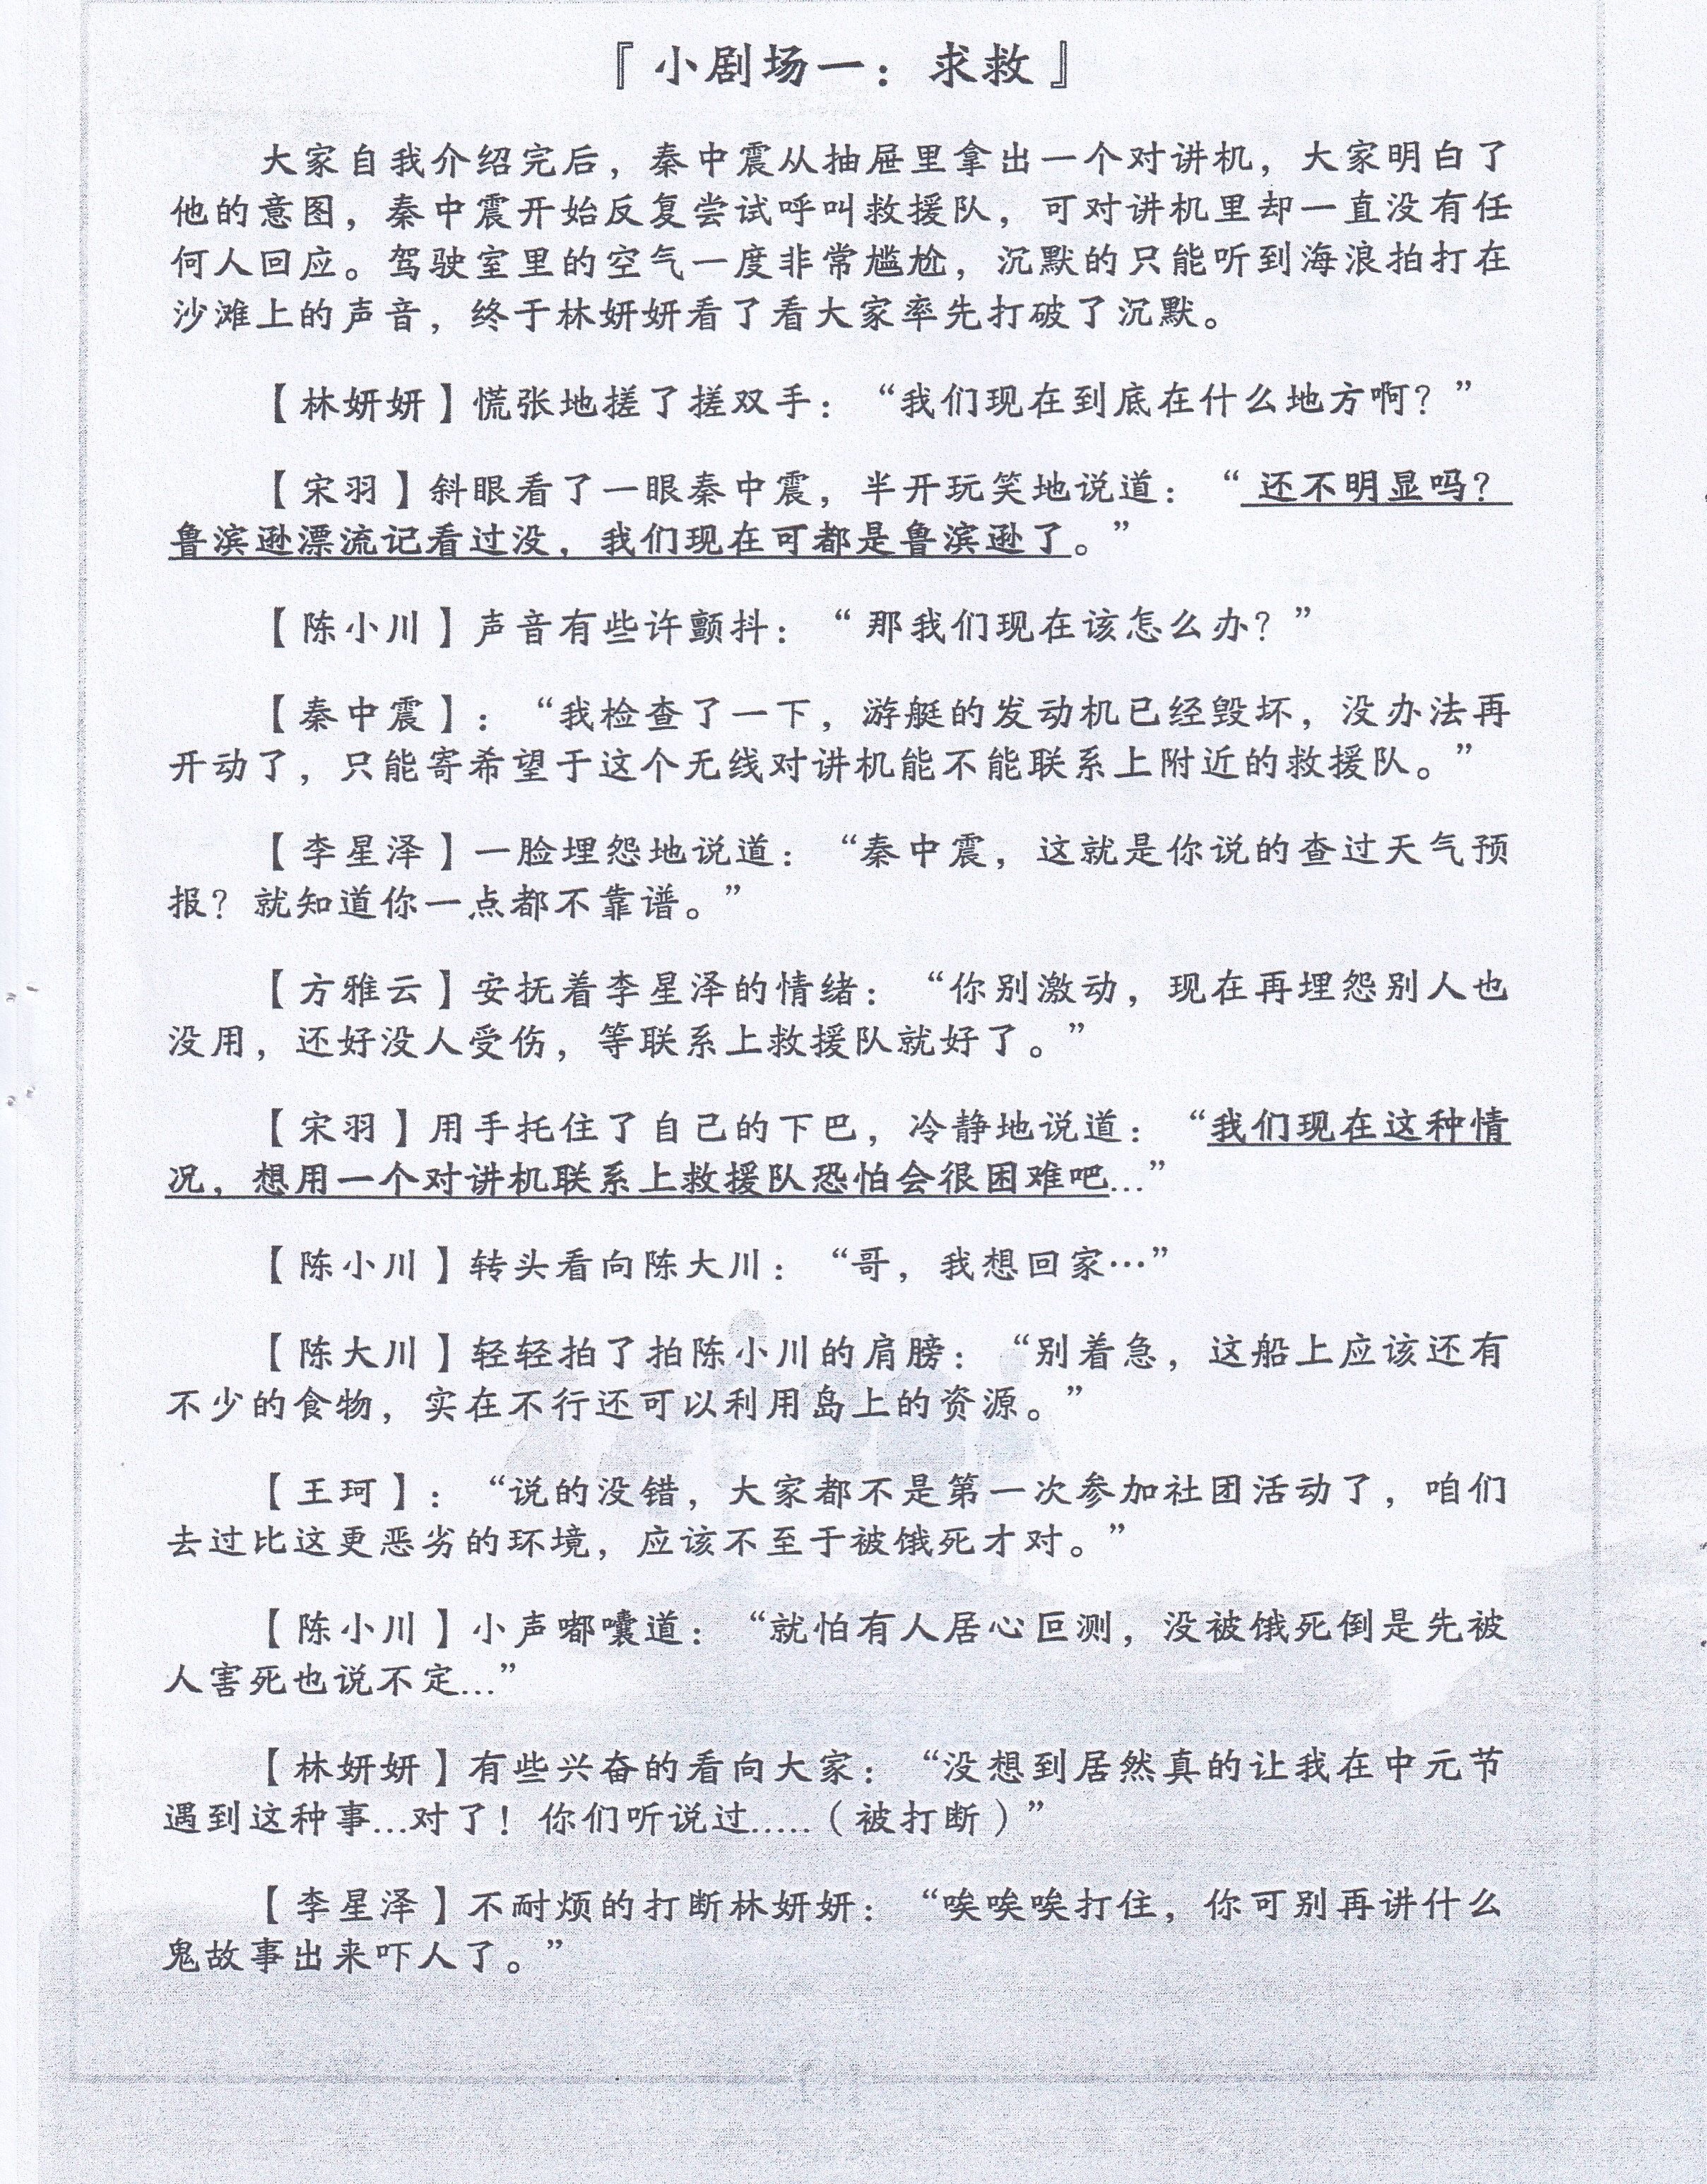 『小剧场一：求救』
大家自我介绍完后，秦中震从抽屉里拿出一个对讲机，大家明白了
他的意图，秦中震开始反复尝试呼叫救援队，可对讲机里却一直没有任
何人回应。驾驶室里的空气一度非常尴尬，沉默的只能听到海浪拍打在
沙滩上的声音，终于林妍妍看了看大家率先打破了沉默。
【林妍妍】慌张地搓了搓双手：“我们现在到底在什么地方啊？”
【宋羽】斜眼看了一眼秦中震，半开玩笑地说道：“还不明显吗？
鲁滨逊漂流记看过没，我们现在可都是鲁滨逊了。”
【陈小川】声音有些许颤抖：“那我们现在该怎么办？”
【秦中震】：“我检查了一下，游艇的发动机已经毁坏，没办法再
开动了，只能寄希望于这个无线对讲机能不能联系上附近的救援队。”
【李星泽】一脸埋怨地说道：“秦中震，这就是你说的查过天气预
报？就知道你一点都不靠谱。”
【方雅云】安抚着李星泽的情绪：“你别激动，现在再埋怨别人也
没用，还好没人受伤，等联系上救援队就好了。”
【宋羽】用手托住了自己的下巴，冷静地说道：“我们现在这种情
况，想用一个对讲机联系上救援队恐怕会很困难吧...”
【陈小川】转头看向陈大川：“哥，我想回家…”
【陈大川】轻轻拍了拍陈小川的肩膀：“别着急，这船上应该还有
不少的食物，实在不行还可以利用岛上的资源。”
【王珂】：“说的没错，大家都不是第一次参加社团活动了，咱们
去过比这更恶劣的环境，应该不至于被饿死才对。”
【陈小川】小声嘟囔道：“就怕有人居心叵测，没被饿死倒是先被
人害死也说不定...”
【林妍妍】有些兴奋的看向大家：“没想到居然真的让我在中元节
遇到这种事...对了！你们听说过.....（被打断）”
【李星泽】不耐烦的打断林妍妍：“唉唉唉打住，你可别再讲什么
鬼故事出来吓人了。”